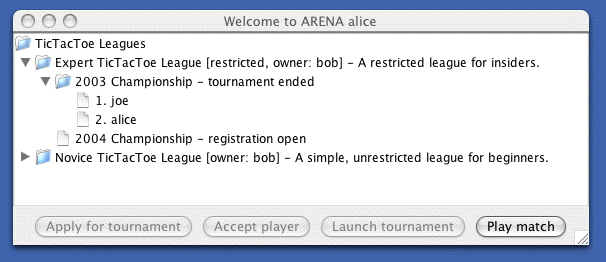 Welcome to ARENA alice
TicTacToe Leagues
Expert TicTacToe League [restricted, owner: bob] – A restricted league for insiders.
2003 Championship – tournament ended
1. joe
2. alice
2004 Championship – registration open
Novice TicTacToe League [owner: bob] – A simple, unrestricted league for beginners.
Apply for tournament Accept player Launch tournament Play match